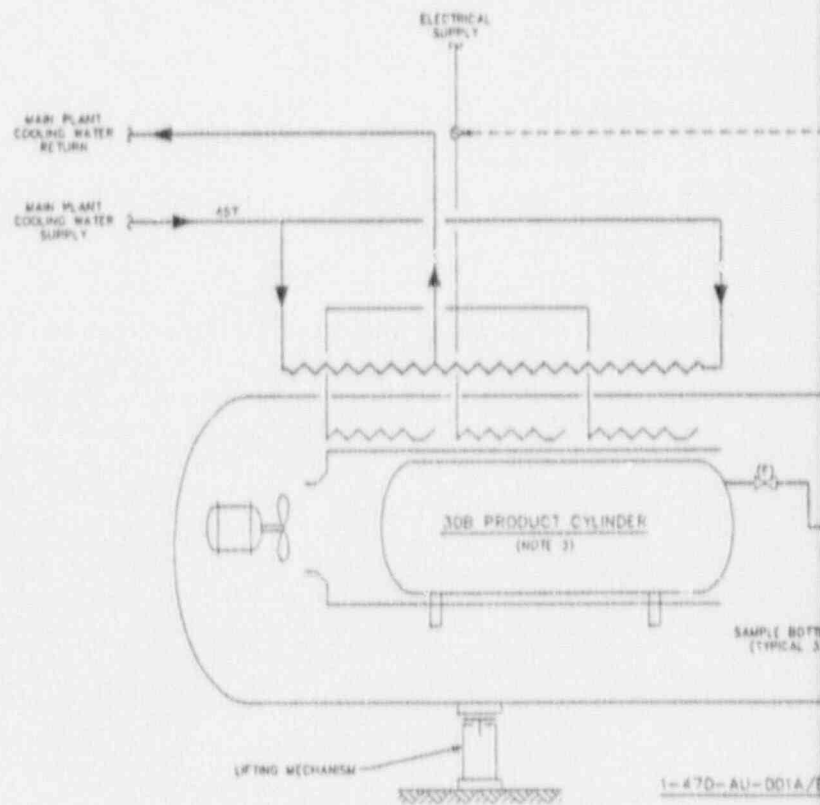 ELECTRICAL
SUPPLY
MAIN PLANT
COOLING WATER
RETURN
MAIN PLANT
COOLING WATER
SUPPLY
30B PRODUCT CYLINDER
(NOTE 3)
SAMPLE BOTT
(TYPICAL 3
LIFTING MECHANISM
1-47D-AU-001A/